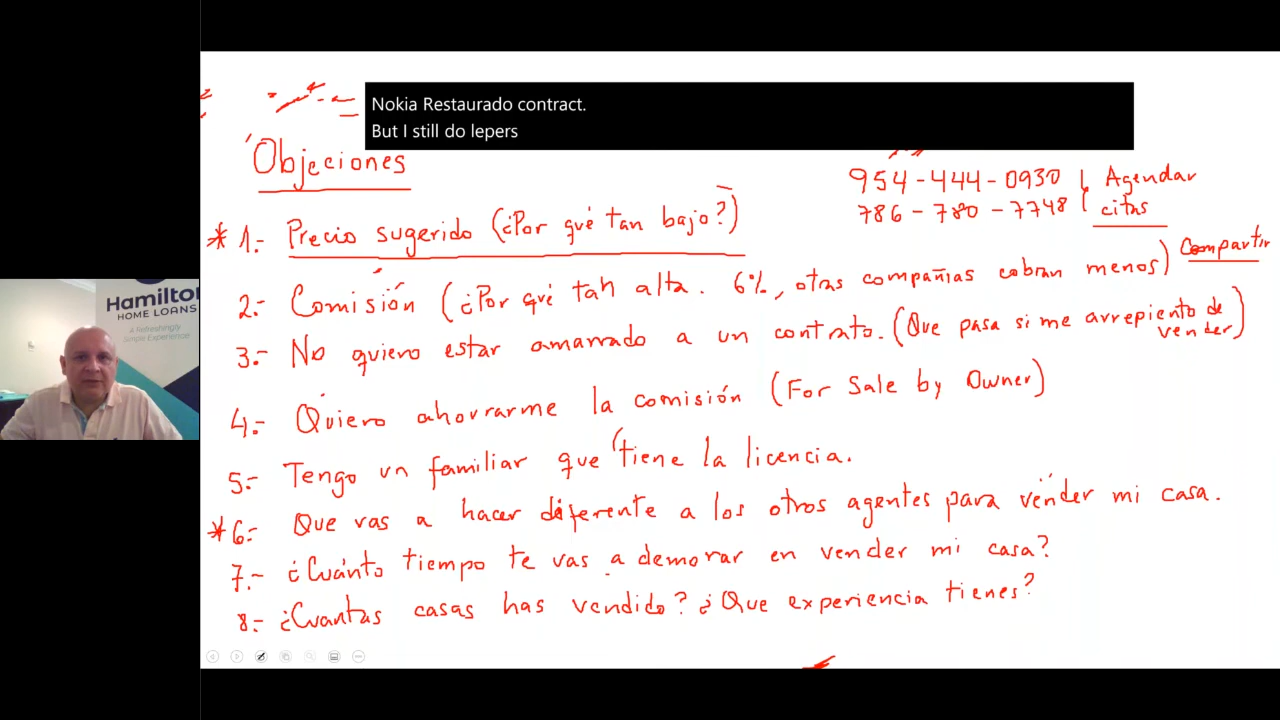 Nokia Restaurado contract.
But I still do lepers
Objeciones
954-444-0930 Agendar
786-780-7748 citas
* 1.- Precio sugerido (¿Por qué tan bajo?)
Compartir
2.- Comisión (¿Por qué tan alta. 6%, otras compañias cobran menos)
3.- No quiero estar amarrado a un contrato. (Que pasa si me arrepiento de vender)
4.- Quiero ahorrarme la comisión (For Sale by Owner)
5.- Tengo un familiar que tiene la licencia.
* 6.- Que vas a hacer diferente a los otros agentes para vender mi casa.
7.- ¿Cuánto tiempo te vas a demorar en vender mi casa?
8.- ¿Cuantas casas has vendido? ¿Que experiencia tienes?
Hamilton
HOME LOANS
A Refreshingly
Simple Experience